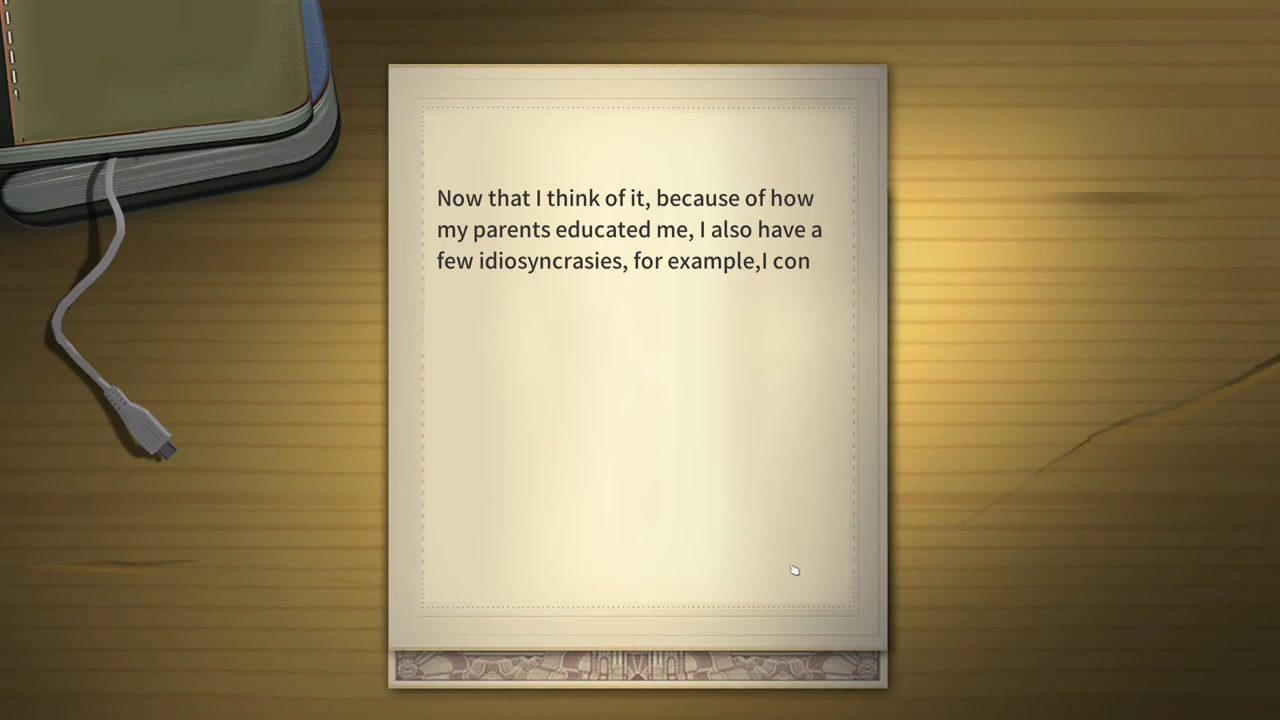 Now that I think of it, because of how
my parents educated me, I also have a
few idiosyncrasies, for example,I con